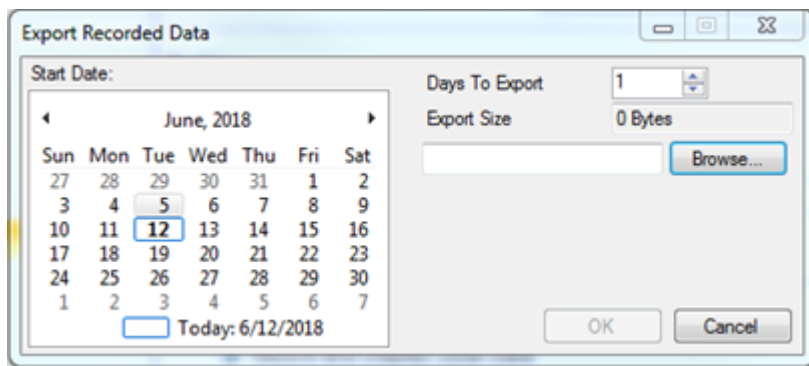 Export Recorded Data
Start Date:
June, 2018
Sun Mon Tue Wed Thu Fri Sat
27 28 29 30 31 1 2
3 4 5 6 7 8 9
10 11 12 13 14 15 16
17 18 19 20 21 22 23
24 25 26 27 28 29 30
1 2 3 4 5 6 7
Today: 6/12/2018
Days To Export 1
Export Size 0 Bytes
Browse...
OK Cancel